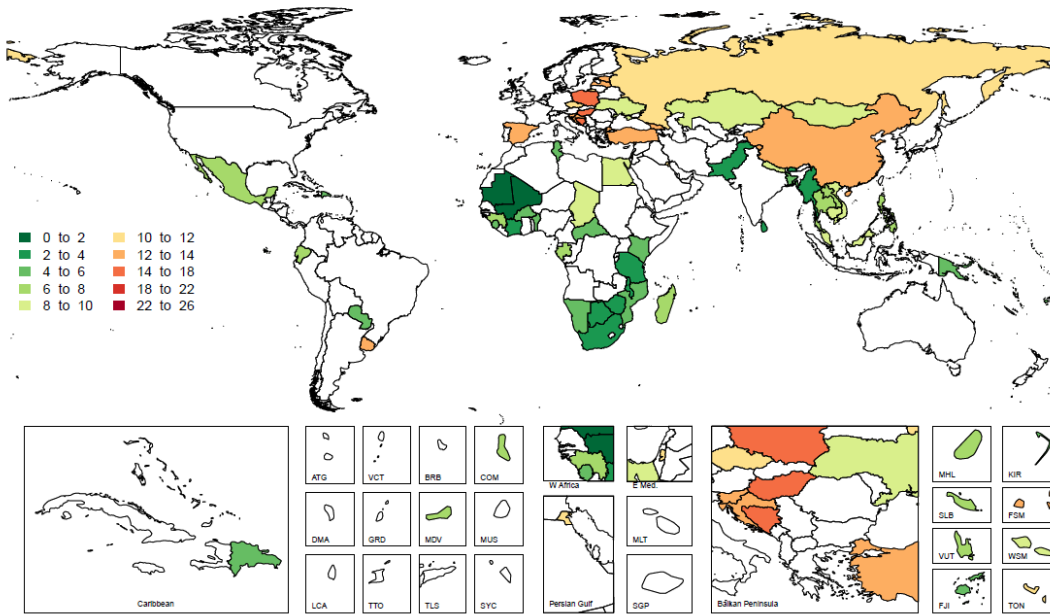 0 to 2
2 to 4
4 to 6
6 to 8
8 to 10
10 to 12
12 to 14
14 to 18
18 to 22
22 to 26
Caribbean
ATG
VCT
BRB
COM
DMA
GRD
MDV
MUS
LCA
TTO
TLS
SYC
W Africa
E Med.
Persian Gulf
MLT
SGP
Balkan Peninsula
MHL
KIR
SLB
FSM
VUT
WSM
FJI
TON